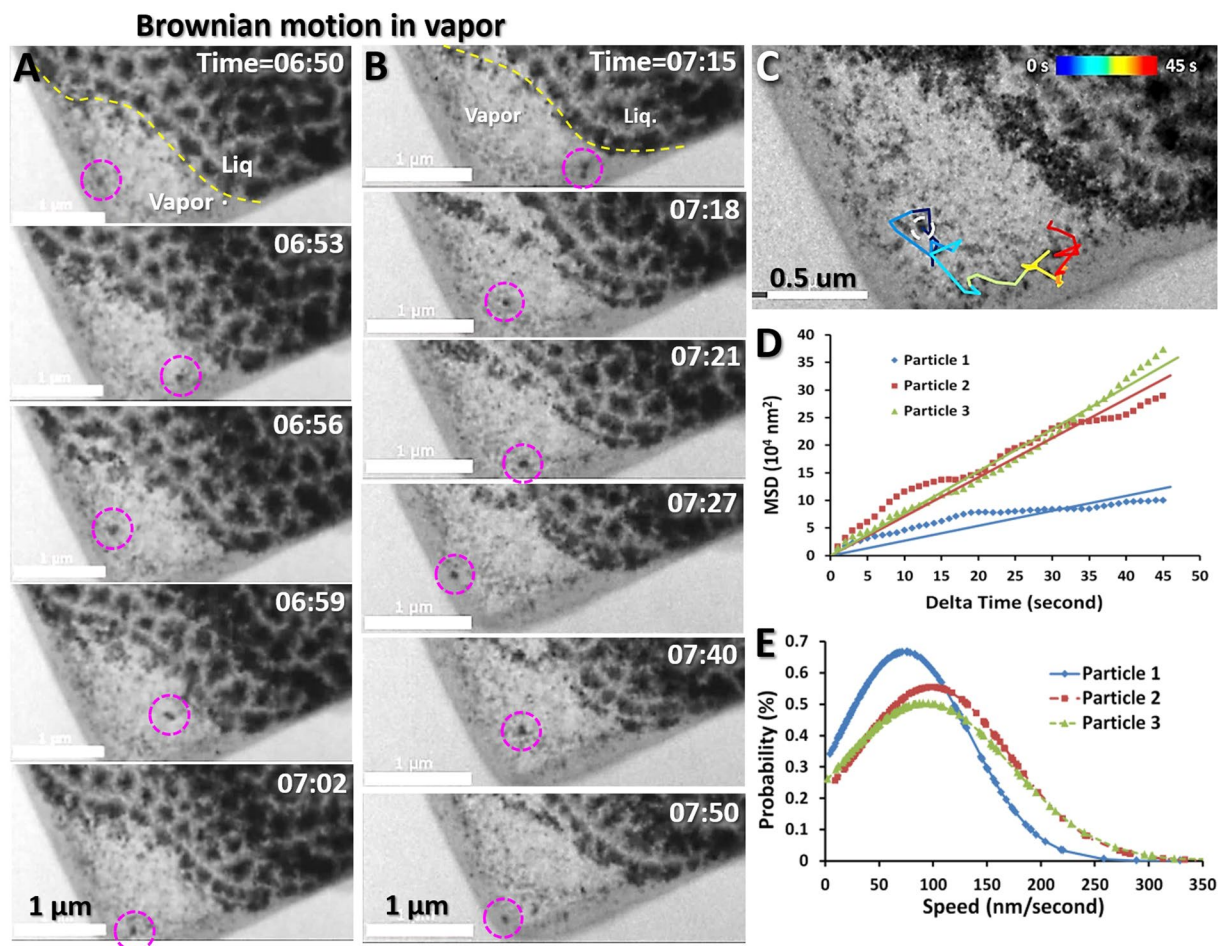 Brownian motion in vapor
A
Time=06:50
Liq
Vapor
1 µm
06:53
1 µm
06:56
1 µm
06:59
1 µm
07:02
1 µm
B
Time=07:15
Vapor
Liq.
1 µm
07:18
1 µm
07:21
1 µm
07:27
1 µm
07:40
1 µm
07:50
1 µm
C
0 s
45 s
0.5 um
D
MSD (10⁴ nm²)
40
35
30
25
20
15
10
5
0
Particle 1
Particle 2
Particle 3
0 5 10 15 20 25 30 35 40 45 50
Delta Time (second)
E
Probability (%)
0.7
0.6
0.5
0.4
0.3
0.2
0.1
0
Particle 1
Particle 2
Particle 3
0 50 100 150 200 250 300 350
Speed (nm/second)